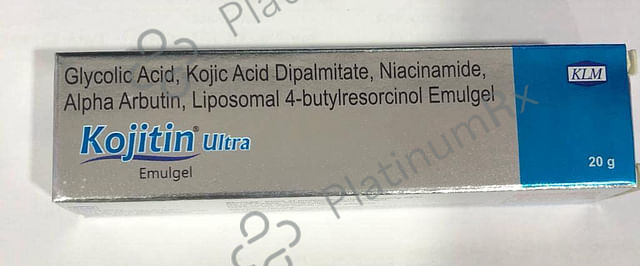 Glycolic Acid, Kojic Acid Dipalmitate, Niacinamide,
Alpha Arbutin, Liposomal 4-butylresorcinol Emulgel
KLM
Kojitin® Ultra
Emulgel
20 g
PlatinumRx